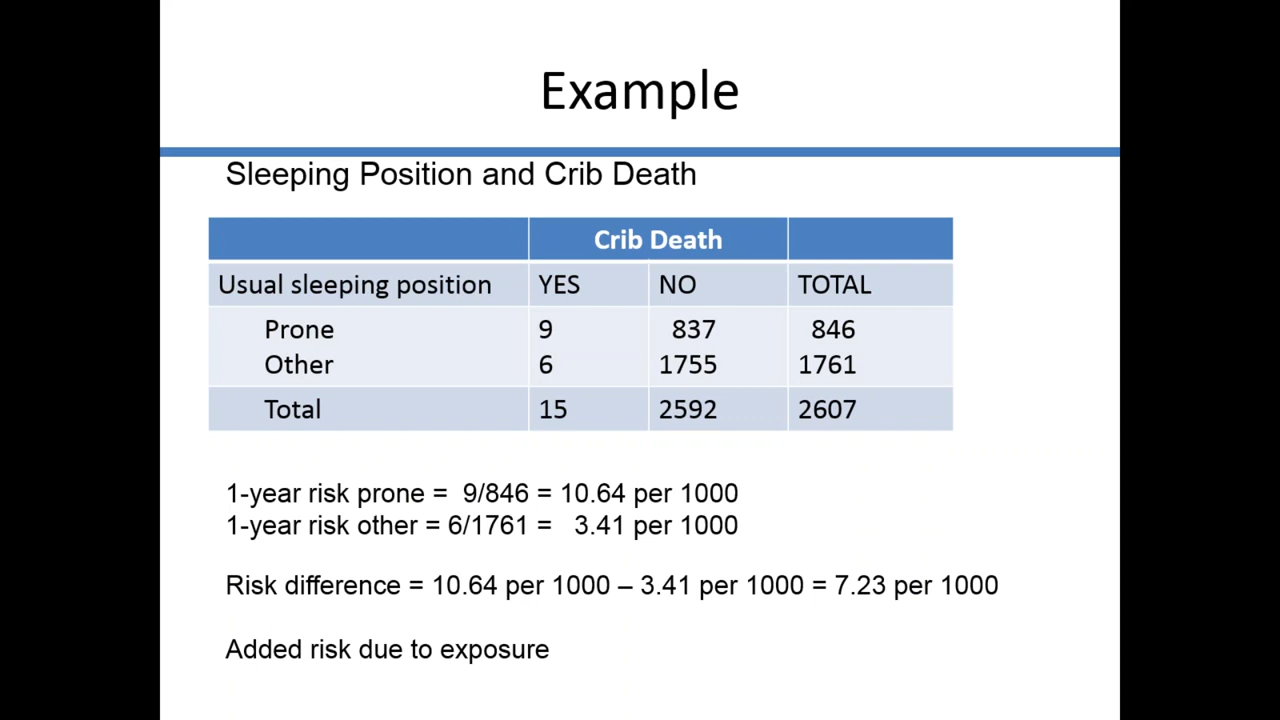 Example
Sleeping Position and Crib Death
Crib Death
Usual sleeping position YES NO TOTAL
Prone 9 837 846
Other 6 1755 1761
Total 15 2592 2607
1-year risk prone = 9/846 = 10.64 per 1000
1-year risk other = 6/1761 = 3.41 per 1000
Risk difference = 10.64 per 1000 – 3.41 per 1000 = 7.23 per 1000
Added risk due to exposure